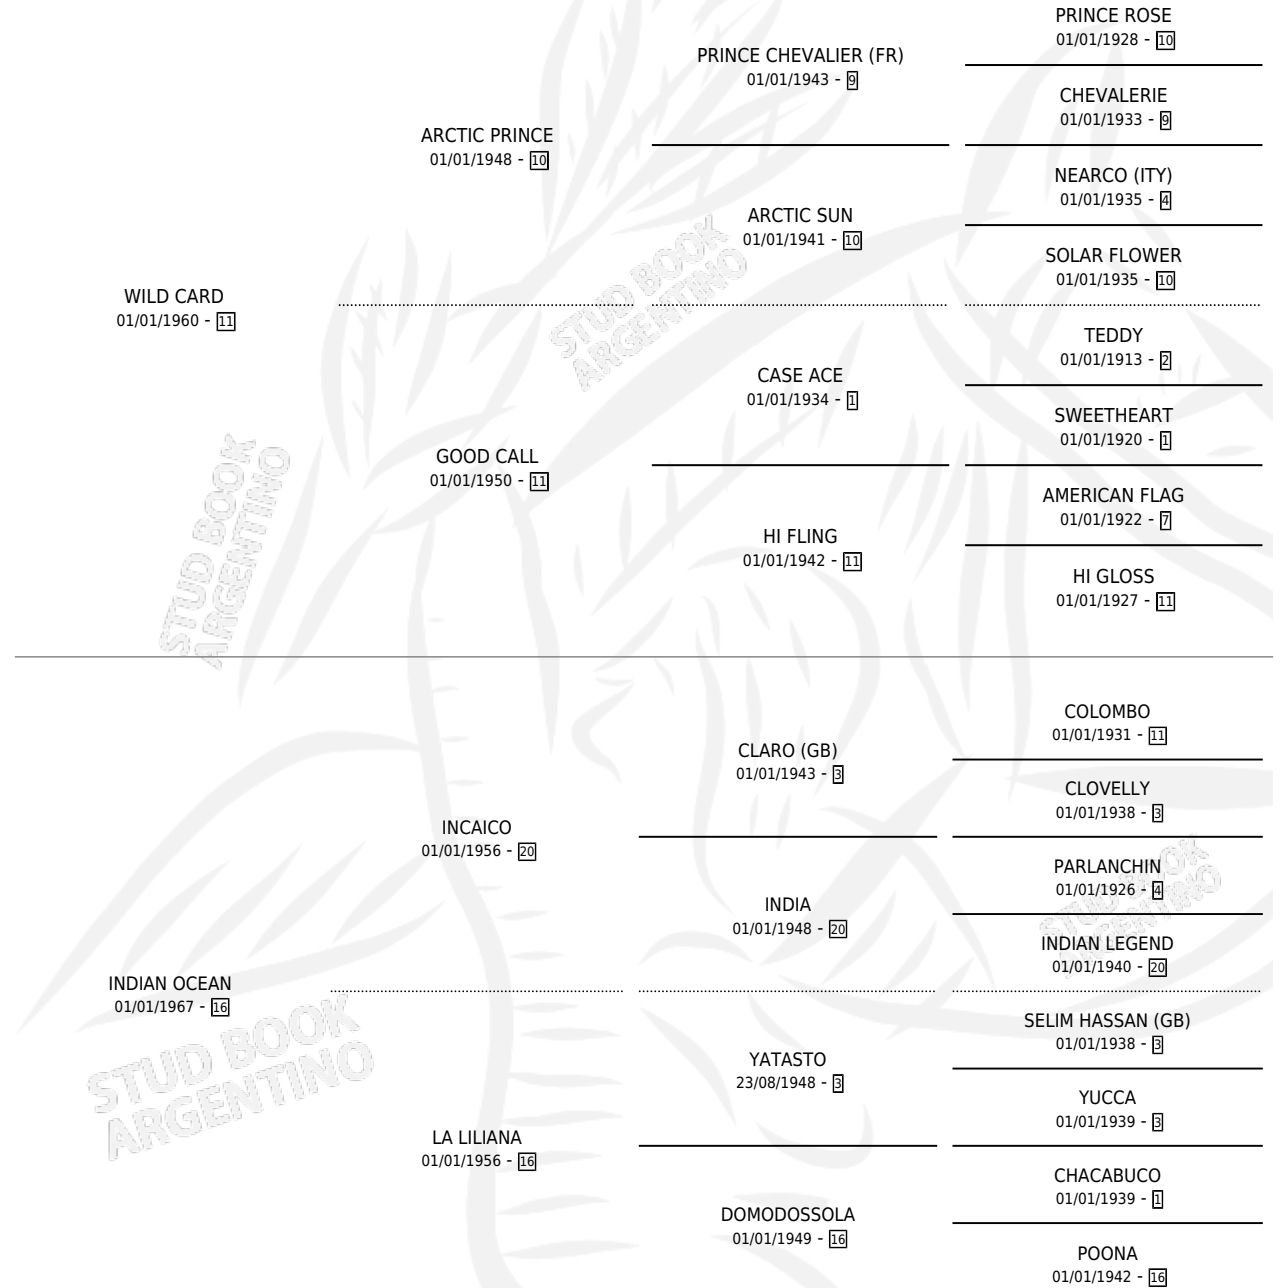 PRINCE ROSE
01/01/1928 - 10
PRINCE CHEVALIER (FR)
01/01/1943 - 9
CHEVALERIE
01/01/1933 - 9
ARCTIC PRINCE
01/01/1948 - 10
NEARCO (ITY)
01/01/1935 - 4
ARCTIC SUN
01/01/1941 - 10
SOLAR FLOWER
01/01/1935 - 10
WILD CARD
01/01/1960 - 11
STUD BOOK
ARGENTINO
TEDDY
01/01/1913 - 2
CASE ACE
01/01/1934 - 1
SWEETHEART
01/01/1920 - 1
GOOD CALL
01/01/1950 - 11
AMERICAN FLAG
01/01/1922 - 7
HI FLING
01/01/1942 - 11
HI GLOSS
01/01/1927 - 11
STUD BOOK
ARGENTINO
COLOMBO
01/01/1931 - 11
CLARO (GB)
01/01/1943 - 3
CLOVELLY
01/01/1938 - 3
INCAICO
01/01/1956 - 20
PARLANCHIN
01/01/1926 - 4
INDIA
01/01/1948 - 20
INDIAN LEGEND
01/01/1940 - 20
STUD BOOK
ARGENTINO
INDIAN OCEAN
01/01/1967 - 16
SELIM HASSAN (GB)
01/01/1938 - 3
YATASTO
23/08/1948 - 3
YUCCA
01/01/1939 - 3
STUD BOOK
ARGENTINO
LA LILIANA
01/01/1956 - 16
CHACABUCO
01/01/1939 - 1
DOMODOSSOLA
01/01/1949 - 16
POONA
01/01/1942 - 16